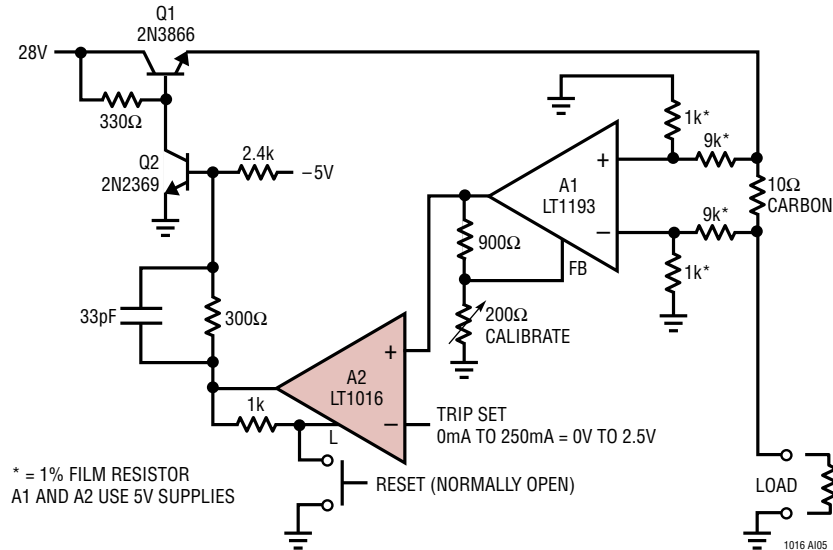 Q1
2N3866
28V
330Ω
Q2
2N2369
2.4k
–5V
33pF
300Ω
1k
L
A2
LT1016
+
–
A1
LT1193
+
–
FB
900Ω
200Ω
CALIBRATE
1k*
9k*
10Ω
CARBON
9k*
1k*
TRIP SET
0mA TO 250mA = 0V TO 2.5V
RESET (NORMALLY OPEN)
LOAD
* = 1% FILM RESISTOR
A1 AND A2 USE 5V SUPPLIES
1016 AI05